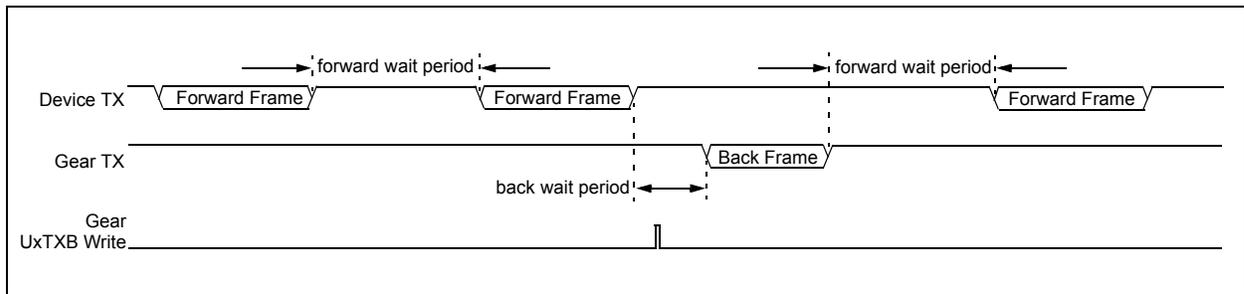 forward wait period
forward wait period
Device TX
Forward Frame
Forward Frame
Forward Frame
Gear TX
Back Frame
back wait period
Gear
UxTXB Write